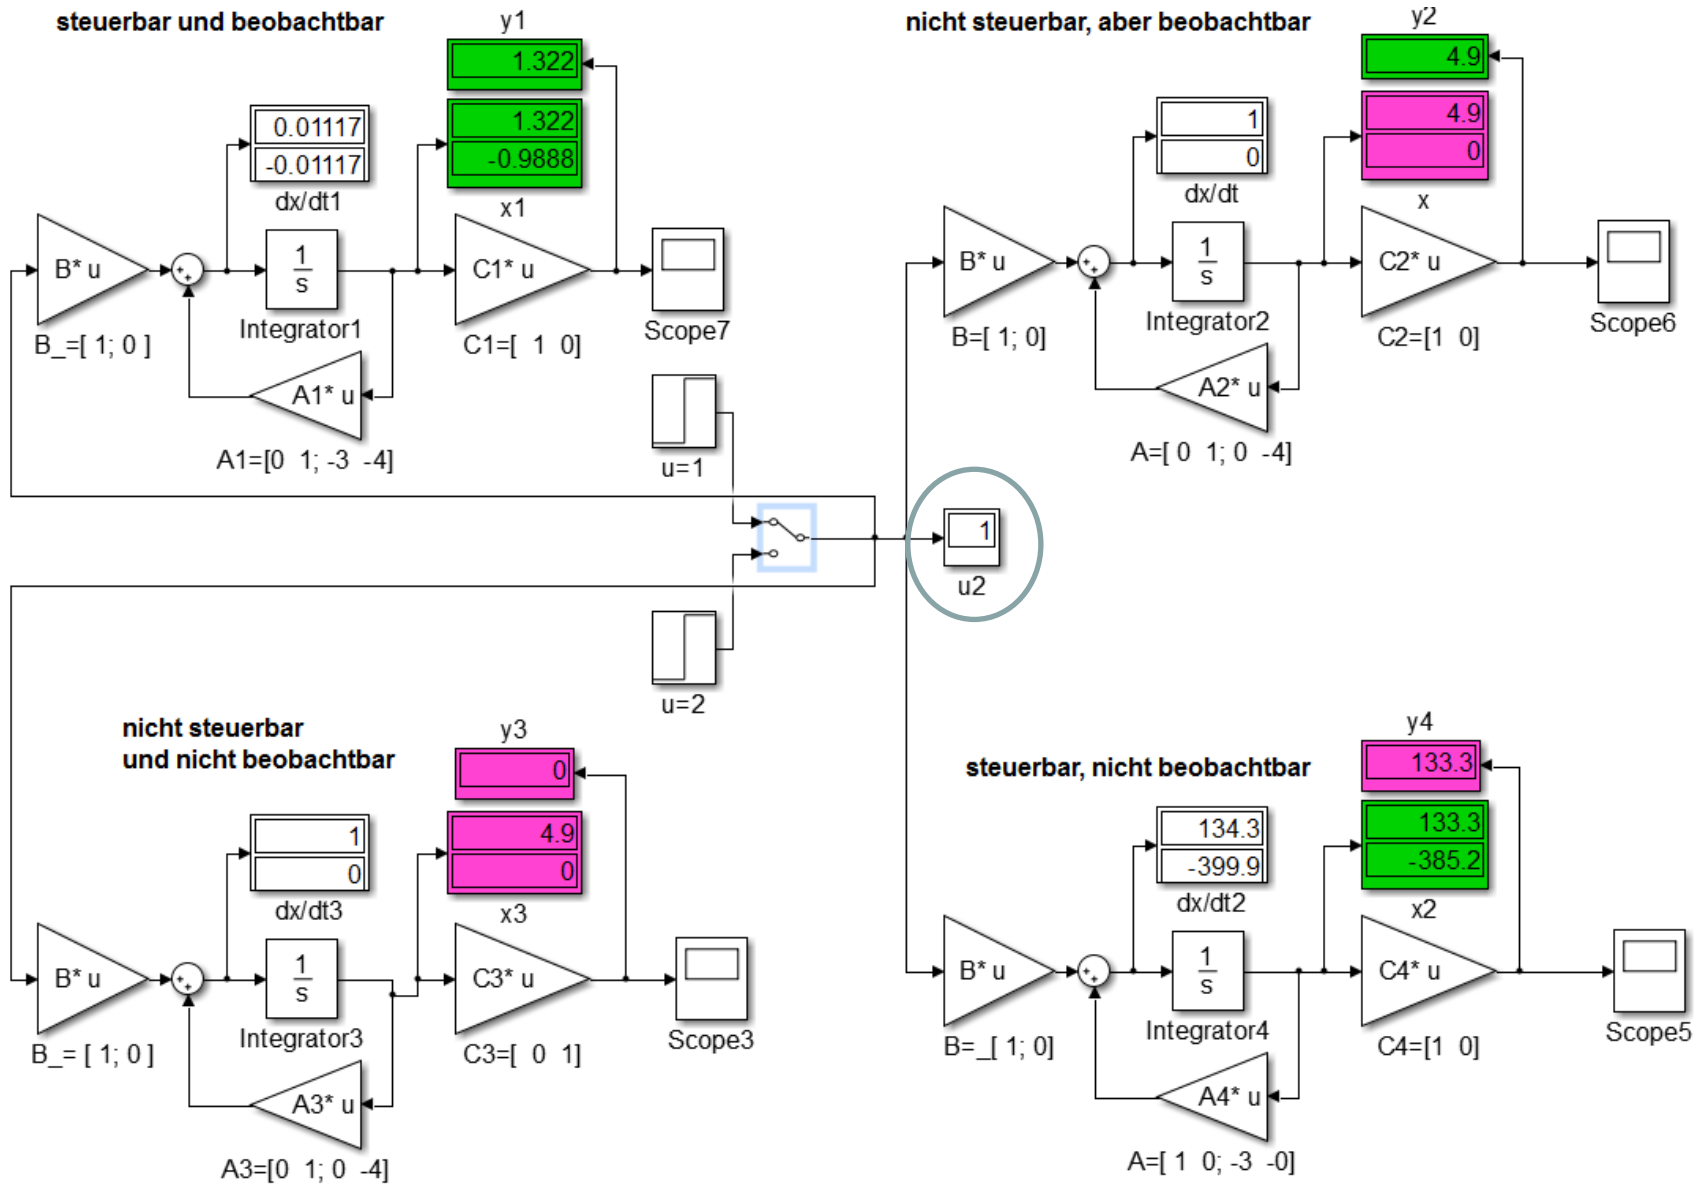 steuerbar und beobachtbar
y1
1.322
1.322
-0.9888
x1
0.01117
-0.01117
dx/dt1
B* u
B_=[ 1; 0 ]
++
1
s
Integrator1
C1* u
C1=[ 1 0]
Scope7
A1* u
A1=[0 1; -3 -4]
nicht steuerbar, aber beobachtbar
y2
4.9
4.9
0
x
1
0
dx/dt
B* u
B=[ 1; 0]
++
1
s
Integrator2
C2* u
C2=[1 0]
Scope6
A2* u
A=[ 0 1; 0 -4]
u=1
1
u2
u=2
nicht steuerbar
und nicht beobachtbar
y3
0
4.9
0
x3
1
0
dx/dt3
B* u
B_= [ 1; 0 ]
++
1
s
Integrator3
C3* u
C3=[ 0 1]
Scope3
A3* u
A3=[0 1; 0 -4]
steuerbar, nicht beobachtbar
y4
133.3
133.3
-385.2
x2
134.3
-399.9
dx/dt2
B* u
B=_[ 1; 0]
++
1
s
Integrator4
C4* u
C4=[1 0]
Scope5
A4* u
A=[ 1 0; -3 -0]